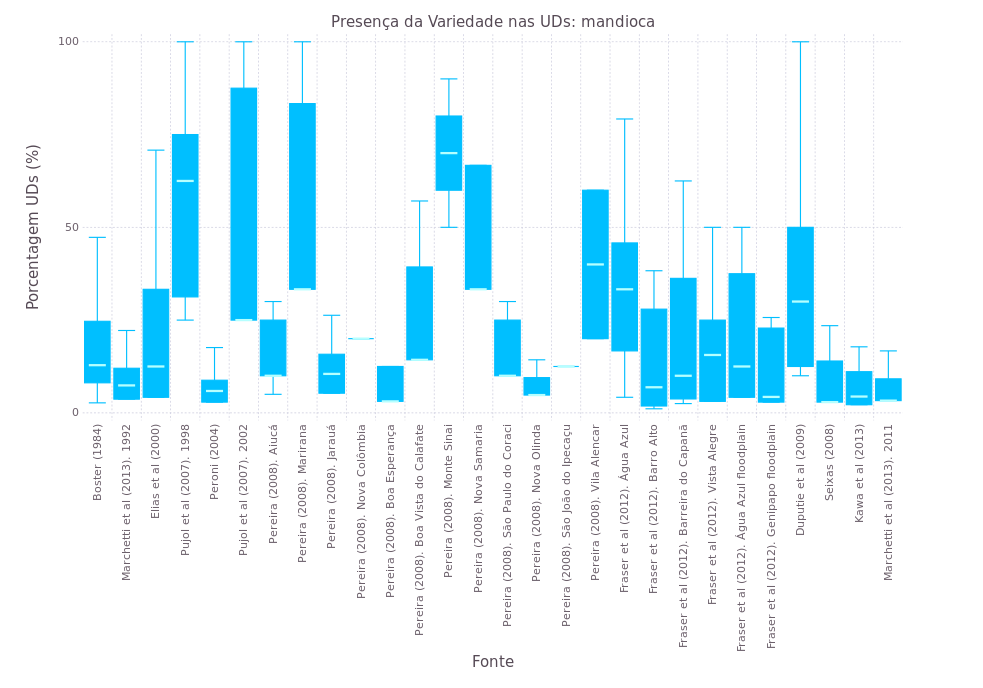 Presença da Variedade nas UDs: mandioca
Porcentagem UDs (%)
100
50
0
Boster (1984)
Marchetti et al (2013). 1992
Elias et al (2000)
Pujol et al (2007). 1998
Peroni (2004)
Pujol et al (2007). 2002
Pereira (2008). Aiucá
Pereira (2008). Marirana
Pereira (2008). Jarauá
Pereira (2008). Nova Colômbia
Pereira (2008). Boa Esperança
Pereira (2008). Boa Vista do Calafate
Pereira (2008). Monte Sinai
Pereira (2008). Nova Samaria
Pereira (2008). São Paulo do Coraci
Pereira (2008). Nova Olinda
Pereira (2008). São João do Ipecaçu
Pereira (2008). Vila Alencar
Fraser et al (2012). Água Azul
Fraser et al (2012). Barro Alto
Fraser et al (2012). Barreira do Capanã
Fraser et al (2012). Vista Alegre
Fraser et al (2012). Água Azul floodplain
Fraser et al (2012). Genipapo floodplain
Duputie et al (2009)
Seixas (2008)
Kawa et al (2013)
Marchetti et al (2013). 2011
Fonte